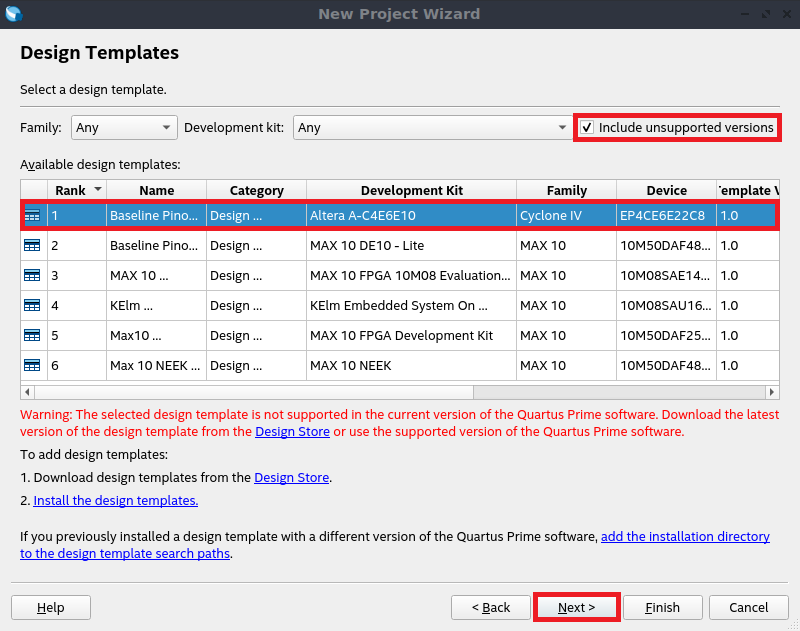 New Project Wizard
Design Templates
Select a design template.
Family: Any Development kit: Any Include unsupported versions
Available design templates:
Rank Name Category Development Kit Family Device Template V
1 Baseline Pino... Design ... Altera A-C4E6E10 Cyclone IV EP4CE6E22C8 1.0
2 Baseline Pino... Design ... MAX 10 DE10 - Lite MAX 10 10M50DAF48... 1.0
3 MAX 10 ... Design ... MAX 10 FPGA 10M08 Evaluation... MAX 10 10M08SAE14... 1.0
4 KElm ... Design ... KElm Embedded System On ... MAX 10 10M08SAU16... 1.0
5 Max10 ... Design ... MAX 10 FPGA Development Kit MAX 10 10M50DAF25... 1.0
6 Max 10 NEEK ... Design ... MAX 10 NEEK MAX 10 10M50DAF48... 1.0
Warning: The selected design template is not supported in the current version of the Quartus Prime software. Download the latest
version of the design template from the Design Store or use the supported version of the Quartus Prime software.
To add design templates:
1. Download design templates from the Design Store.
2. Install the design templates.
If you previously installed a design template with a different version of the Quartus Prime software, add the installation directory
to the design template search paths.
Help < Back Next > Finish Cancel